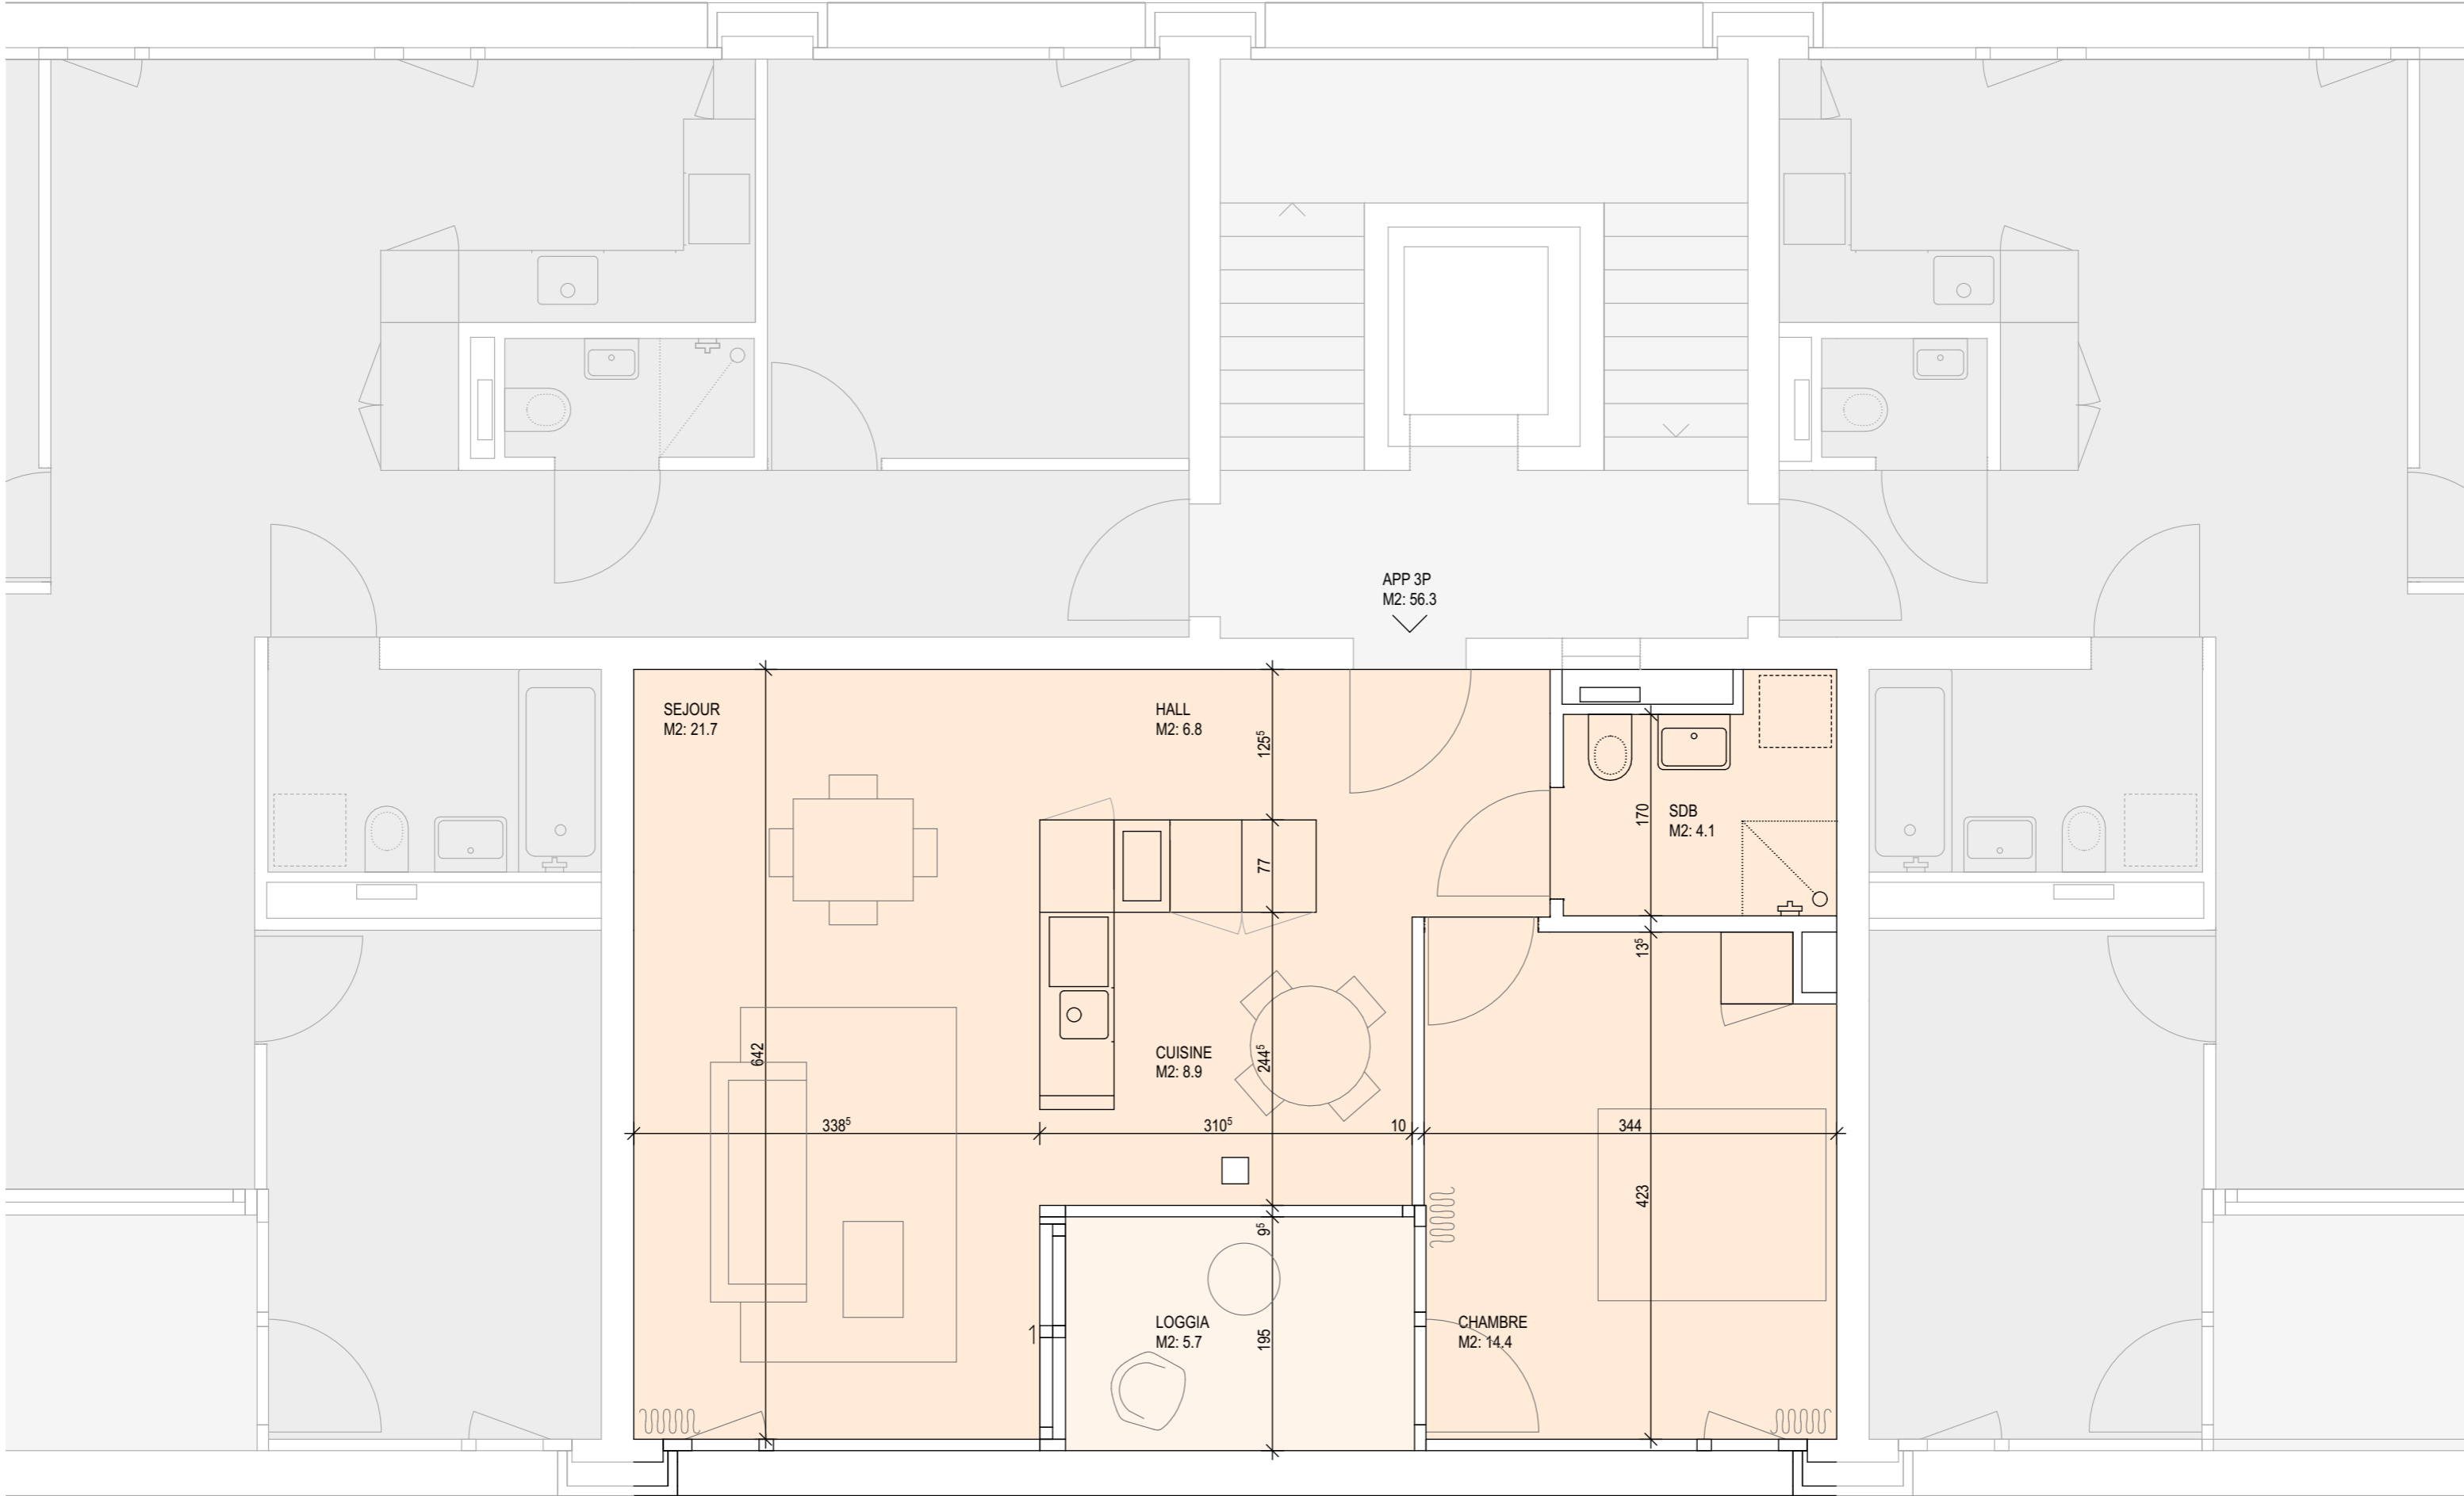 APP 3P
M2: 56.3
SEJOUR
M2: 21.7
HALL
M2: 6.8
125⁵
170
SDB
M2: 4.1
77
13⁵
642
CUISINE
M2: 8.9
244⁵
338⁵
310⁵
10
344
423
9⁵
LOGGIA
M2: 5.7
195
1
CHAMBRE
M2: 14.4